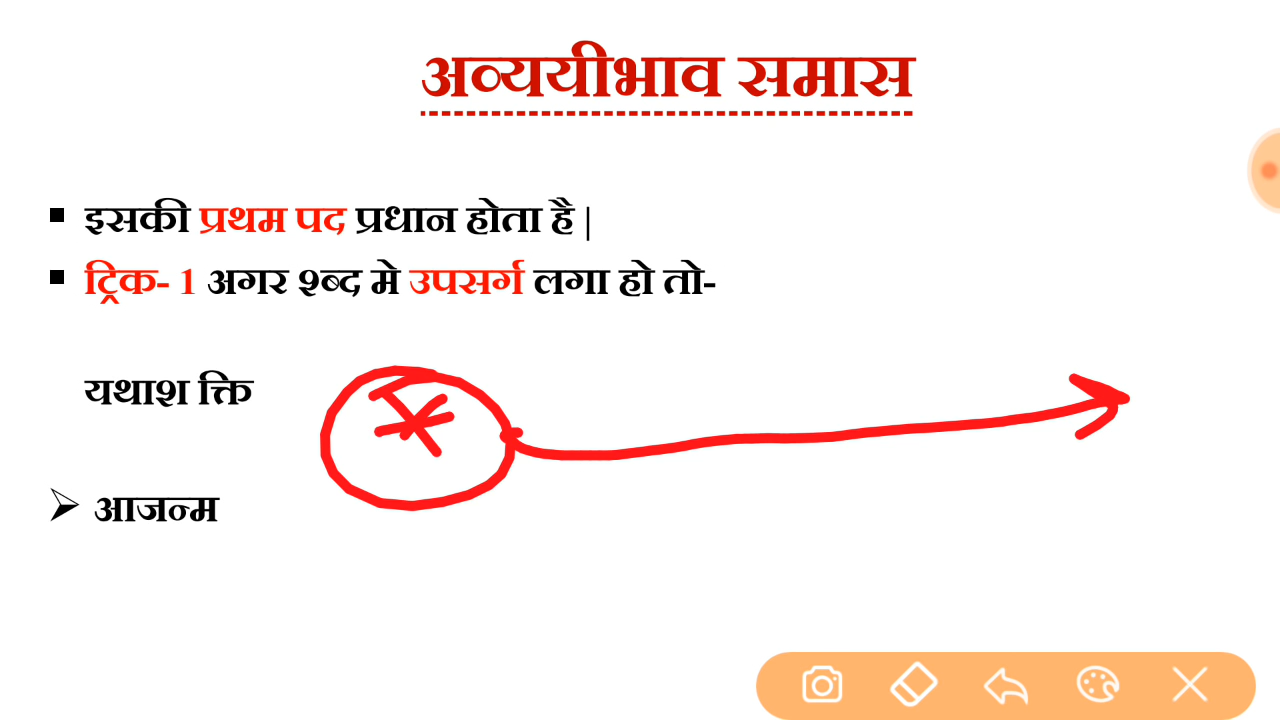 अव्ययीभाव समास
▪ इसकी प्रथम पद प्रधान होता है |
▪ ट्रिक- 1 अगर श्ब्द मे उपसर्ग लगा हो तो-
यथाश क्ति
➢ आजन्म